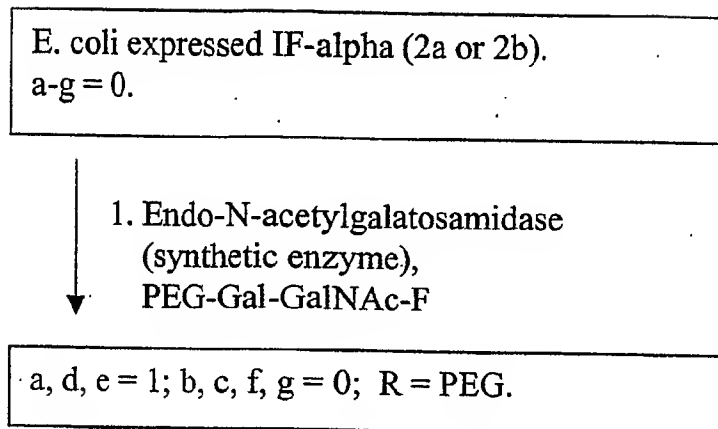 E. coli expressed IF-alpha (2a or 2b).
a-g = 0.
1. Endo-N-acetylgalatosamidase
(synthetic enzyme),
PEG-Gal-GalNAc-F
a, d, e = 1; b, c, f, g = 0; R = PEG.